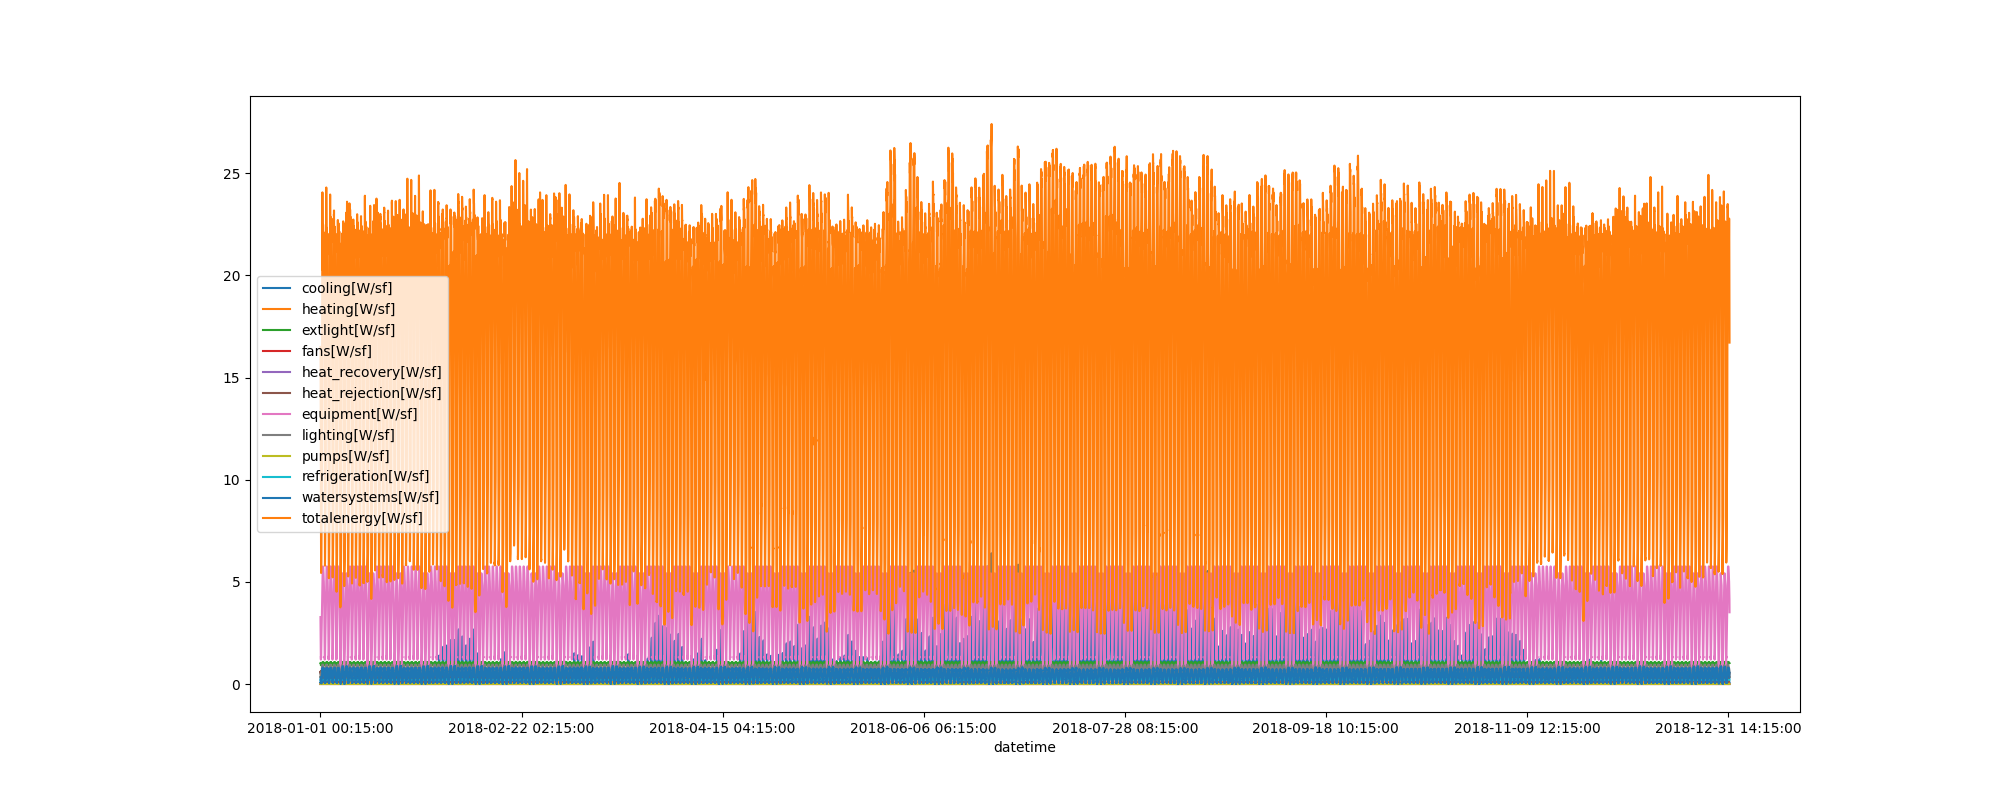 25
20
15
10
5
0
cooling[W/sf]
heating[W/sf]
extlight[W/sf]
fans[W/sf]
heat_recovery[W/sf]
heat_rejection[W/sf]
equipment[W/sf]
lighting[W/sf]
pumps[W/sf]
refrigeration[W/sf]
watersystems[W/sf]
totalenergy[W/sf]
2018-01-01 00:15:00 2018-02-22 02:15:00 2018-04-15 04:15:00 2018-06-06 06:15:00 2018-07-28 08:15:00 2018-09-18 10:15:00 2018-11-09 12:15:00 2018-12-31 14:15:00
datetime